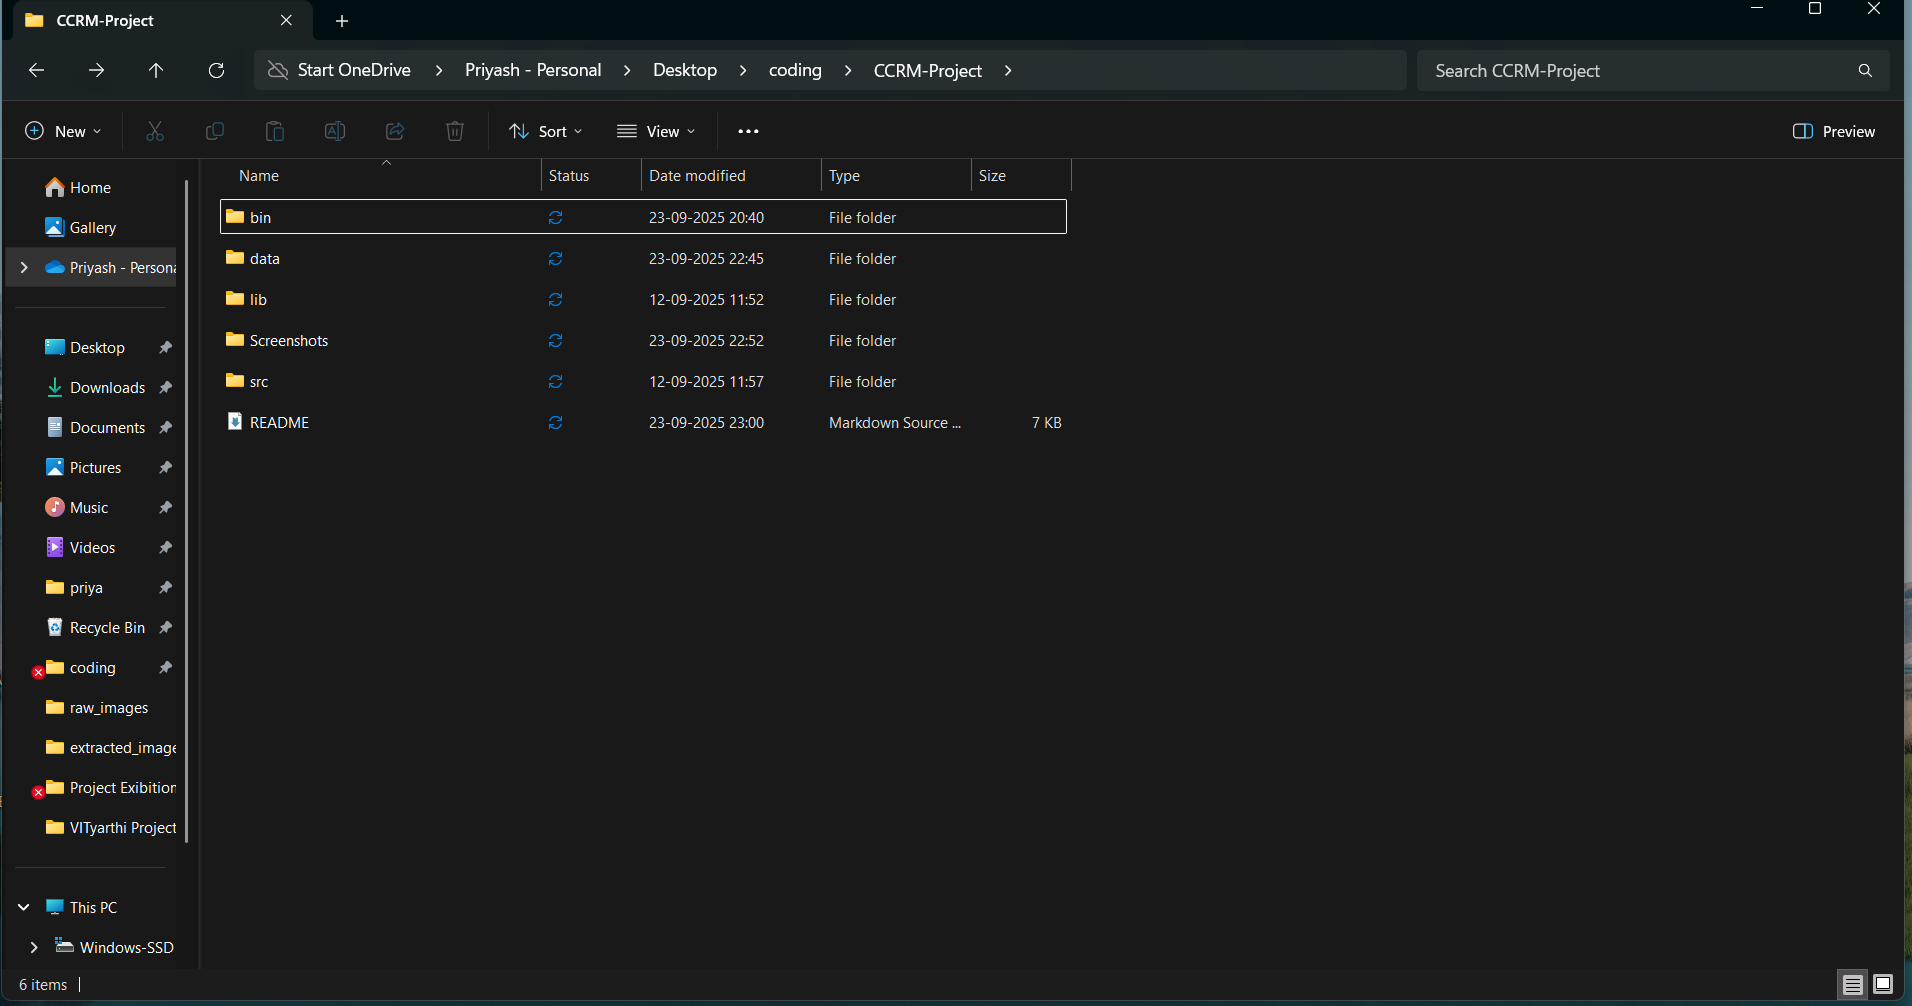 CCRM-Project
Start OneDrive > Priyash - Personal > Desktop > coding > CCRM-Project >
Search CCRM-Project
New
Sort
View
Preview
Name Status Date modified Type Size
bin 23-09-2025 20:40 File folder
data 23-09-2025 22:45 File folder
lib 12-09-2025 11:52 File folder
Screenshots 23-09-2025 22:52 File folder
src 12-09-2025 11:57 File folder
README 23-09-2025 23:00 Markdown Source ... 7 KB
Home
Gallery
Priyash - Persona
Desktop
Downloads
Documents
Pictures
Music
Videos
priya
Recycle Bin
coding
raw_images
extracted_image
Project Exibition
VITyarthi Project
This PC
Windows-SSD
6 items